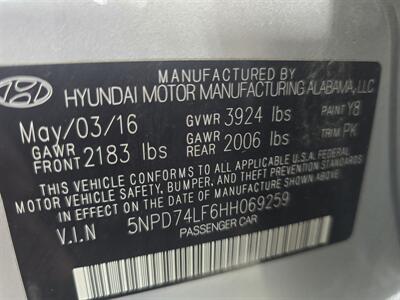 MANUFACTURED BY
HYUNDAI MOTOR MANUFACTURING ALABAMA, LLC
May/03/16 GVWR 3924 lbs PAINT Y8
GAWR FRONT 2183 lbs GAWR REAR 2006 lbs TRIM PK
THIS VEHICLE CONFORMS TO ALL APPLICABLE U.S. FEDERAL
MOTOR VEHICLE SAFETY, BUMPER, AND THEFT PREVENTION STANDARDS
IN EFFECT ON THE DATE OF MANUFACTURE SHOWN ABOVE.
V.I.N 5NPD74LF6HH069259
PASSENGER CAR